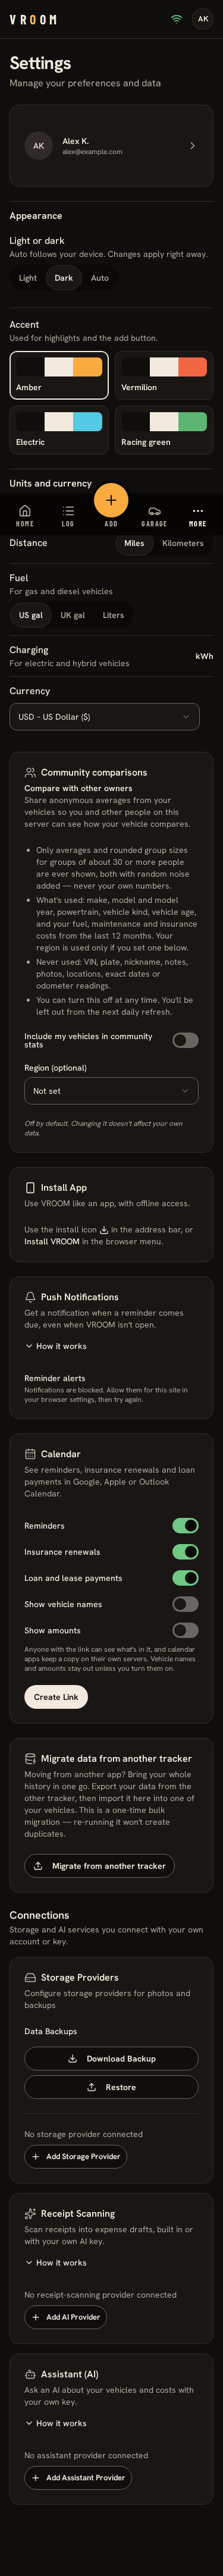 VROOM
AK
Settings
Manage your preferences and data
AK
Alex K.
alex@example.com
Appearance
Light or dark
Auto follows your device. Changes apply right away.
Light
Dark
Auto
Accent
Used for highlights and the add button.
Amber
Vermilion
Electric
Racing green
Units and currency
HOME
LOG
ADD
GARAGE
MORE
Distance
Miles
Kilometers
Fuel
For gas and diesel vehicles
US gal
UK gal
Liters
Charging
For electric and hybrid vehicles
kWh
Currency
USD – US Dollar ($)
Community comparisons
Compare with other owners
Share anonymous averages from your
vehicles so you and other people on this
server can see how your vehicle compares.
• Only averages and rounded group sizes
for groups of about 30 or more people
are ever shown, both with random noise
added — never your own numbers.
• What's used: make, model and model
year, powertrain, vehicle kind, vehicle age,
and your fuel, maintenance and insurance
costs from the last 12 months. Your
region is used only if you set one below.
• Never used: VIN, plate, nickname, notes,
photos, locations, exact dates or
odometer readings.
• You can turn this off at any time. You'll be
left out from the next daily refresh.
Include my vehicles in community
stats
Region (optional)
Not set
Off by default. Changing it doesn't affect your own
data.
Install App
Use VROOM like an app, with offline access.
Use the install icon in the address bar, or
Install VROOM in the browser menu.
Push Notifications
Get a notification when a reminder comes
due, even when VROOM isn't open.
How it works
Reminder alerts
Notifications are blocked. Allow them for this site in
your browser settings, then try again.
Calendar
See reminders, insurance renewals and loan
payments in Google, Apple or Outlook
Calendar.
Reminders
Insurance renewals
Loan and lease payments
Show vehicle names
Show amounts
Anyone with the link can see what's in it, and calendar
apps keep a copy on their own servers. Vehicle names
and amounts stay out unless you turn them on.
Create Link
Migrate data from another tracker
Moving from another app? Bring your whole
history in one go. Export your data from the
other tracker, then import it here into one of
your vehicles. This is a one-time bulk
migration — re-running it won't create
duplicates.
Migrate from another tracker
Connections
Storage and AI services you connect with your own
account or key.
Storage Providers
Configure storage providers for photos and
backups
Data Backups
Download Backup
Restore
No storage provider connected
Add Storage Provider
Receipt Scanning
Scan receipts into expense drafts, built in or
with your own AI key.
How it works
No receipt-scanning provider connected
Add AI Provider
Assistant (AI)
Ask an AI about your vehicles and costs with
your own key.
How it works
No assistant provider connected
Add Assistant Provider